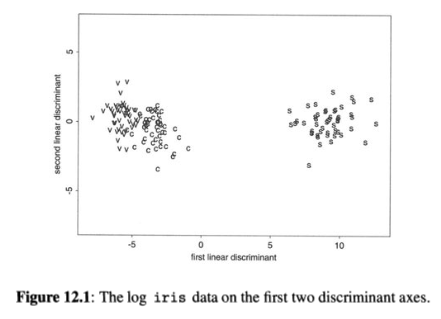 second linear discriminant
5
0
-5
-5
0
5
10
first linear discriminant
Figure 12.1: The log iris data on the first two discriminant axes.